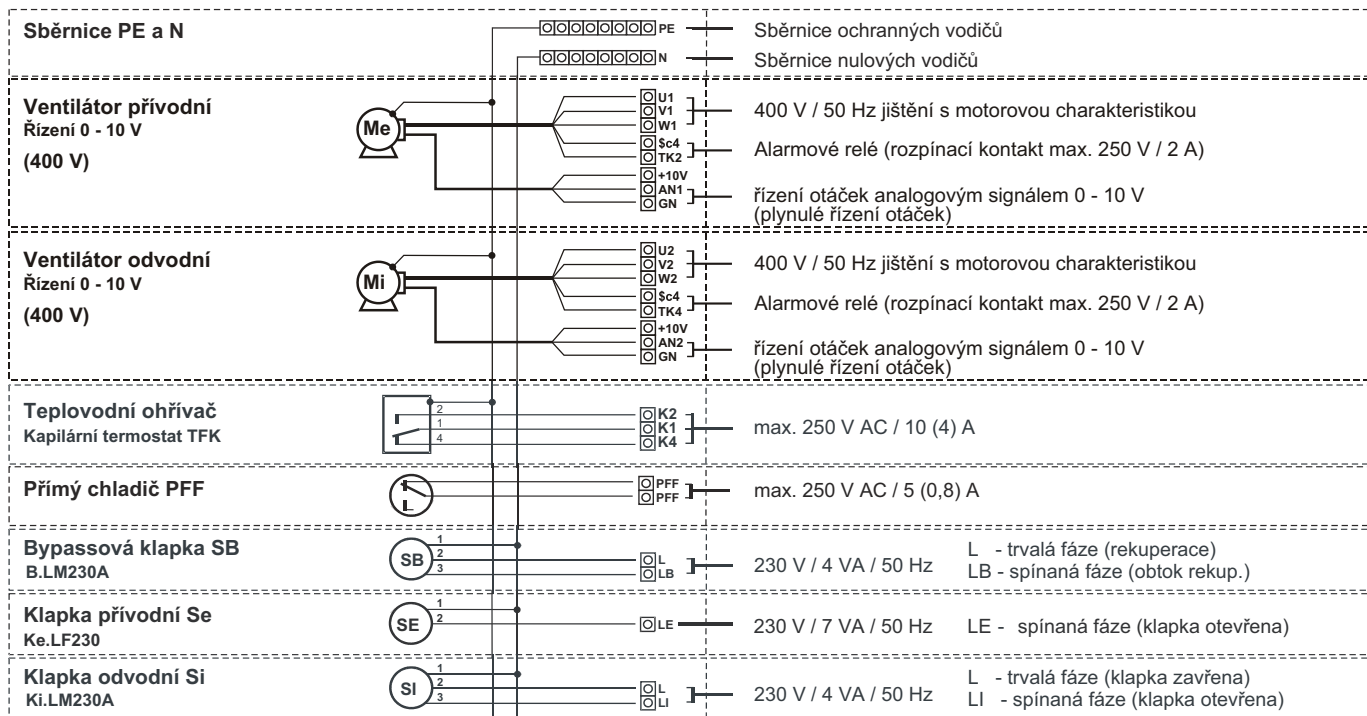 Sběrnice PE a N
PE
Sběrnice ochranných vodičů
N
Sběrnice nulových vodičů
Ventilátor přívodní
Řízení 0 - 10 V
(400 V)
Me
U1
V1
W1
400 V / 50 Hz jištění s motorovou charakteristikou
$c4
TK2
Alarmové relé (rozpínací kontakt max. 250 V / 2 A)
+10V
AN1
GN
řízení otáček analogovým signálem 0 - 10 V
(plynulé řízení otáček)
Ventilátor odvodní
Řízení 0 - 10 V
(400 V)
Mi
U2
V2
W2
400 V / 50 Hz jištění s motorovou charakteristikou
$c4
TK4
Alarmové relé (rozpínací kontakt max. 250 V / 2 A)
+10V
AN2
GN
řízení otáček analogovým signálem 0 - 10 V
(plynulé řízení otáček)
Teplovodní ohřívač
Kapilární termostat TFK
2
1
4
K2
K1
K4
max. 250 V AC / 10 (4) A
Přímý chladič PFF
PFF
PFF
max. 250 V AC / 5 (0,8) A
Bypassová klapka SB
B.LM230A
SB
1
2
3
L
LB
230 V / 4 VA / 50 Hz
L - trvalá fáze (rekuperace)
LB - spínaná fáze (obtok rekup.)
Klapka přívodní Se
Ke.LF230
SE
1
2
LE
230 V / 7 VA / 50 Hz
LE - spínaná fáze (klapka otevřena)
Klapka odvodní Si
Ki.LM230A
SI
1
2
3
L
LI
230 V / 4 VA / 50 Hz
L - trvalá fáze (klapka zavřena)
LI - spínaná fáze (klapka otevřena)